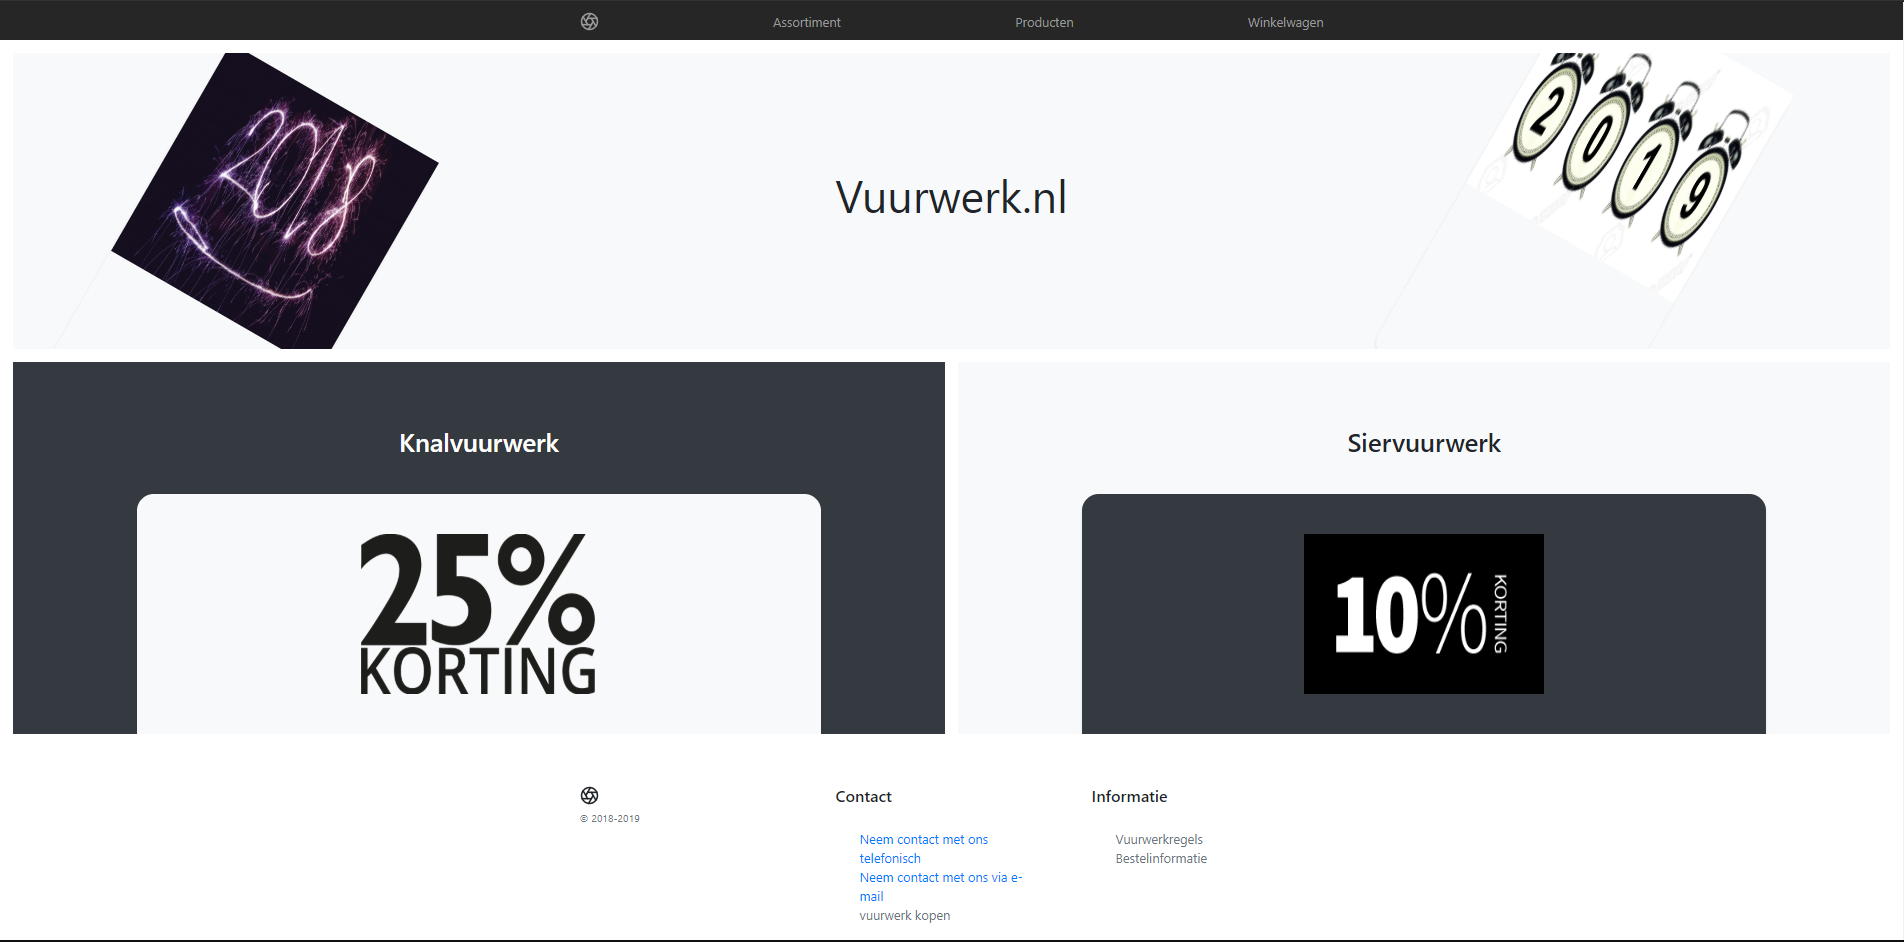 Assortiment
Producten
Winkelwagen
2018
Vuurwerk.nl
2019
Knalvuurwerk
Siervuurwerk
25%
KORTING
10% KORTING
© 2018-2019
Contact
Neem contact met ons
telefonisch
Neem contact met ons via e-
mail
vuurwerk kopen
Informatie
Vuurwerkregels
Bestelinformatie